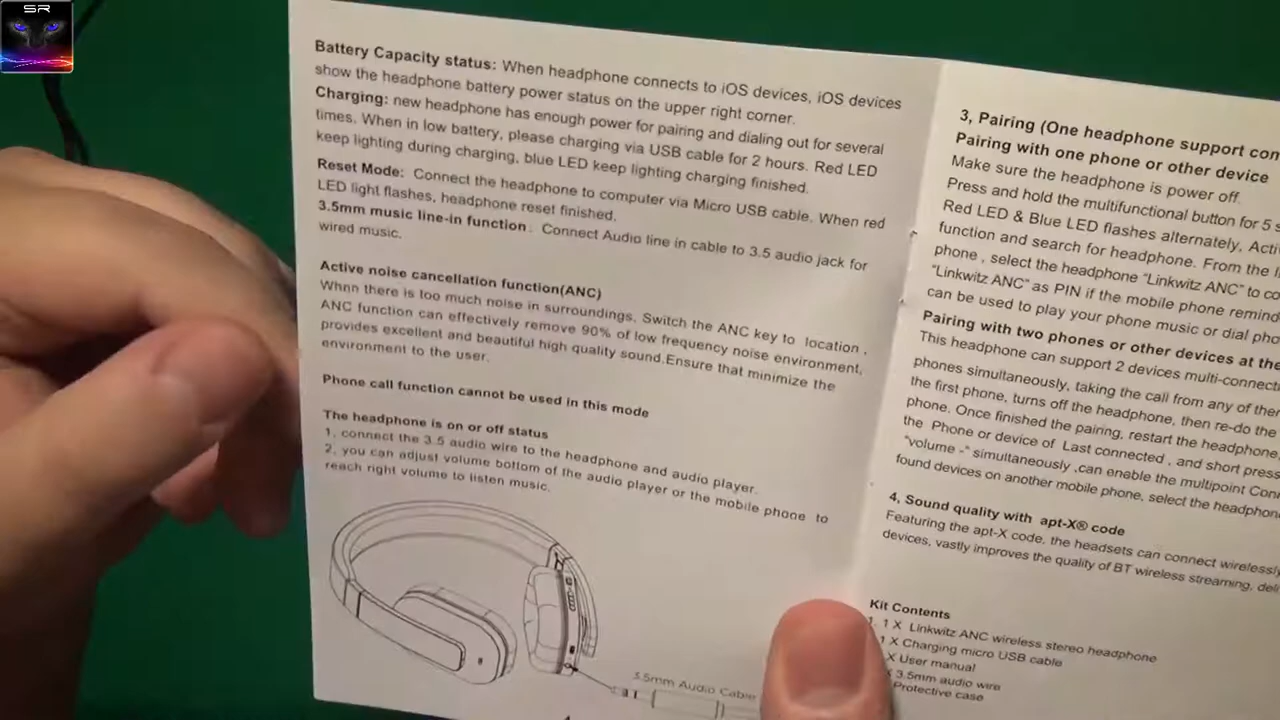 SR
Battery Capacity status: When headphone connects to iOS devices, iOS devices
show the headphone battery power status on the upper right corner.
Charging: new headphone has enough power for pairing and dialing out for several
times. When in low battery, please charging via USB cable for 2 hours. Red LED
keep lighting during charging, blue LED keep lighting charging finished.
Reset Mode: Connect the headphone to computer via Micro USB cable. When red
LED light flashes, headphone reset finished.
3.5mm music line-in function. Connect Audio line in cable to 3.5 audio jack for
wired music.
Active noise cancellation function(ANC)
Whnn there is too much noise in surroundings, Switch the ANC key to location ,
ANC function can effectively remove 90% of low frequency noise environment,
provides excellent and beautiful high quality sound.Ensure that minimize the
environment to the user.
Phone call function cannot be used in this mode
The headphone is on or off status
1, connect the 3.5 audio wire to the headphone and audio player.
2, you can adjust volume bottom of the audio player or the mobile phone to
reach right volume to listen music.
3.5mm Audio Cable
3, Pairing (One headphone support
Pairing with one phone or other device
Make sure the headphone is power off.
Press and hold the multifunctional button for 5
Red LED & Blue LED flashes alternately,
function and search for headphone. From the
phone , select the headphone "Linkwitz ANC" to
"Linkwitz ANC" as PIN if the mobile phone
can be used to play your phone music or dial
Pairing with two phones or other devices at the
This headphone can support 2 devices
phones simultaneously, taking the call from any of
the first phone, turns off the headphone, then re-do the
phone. Once finished the pairing, restart the headphone,
the Phone or device of Last connected , and short press
"volume -" simultaneously ,can enable the multipoint
found devices on another mobile phone, select the
4, Sound quality with apt-X® code
Featuring the apt-X code, the headsets can connect wirelessly
devices, vastly improves the quality of BT wireless streaming,
Kit Contents
1 X Linkwitz ANC wireless stereo headphone
1 X Charging micro USB cable
X User manual
3.5mm audio wire
Protective case